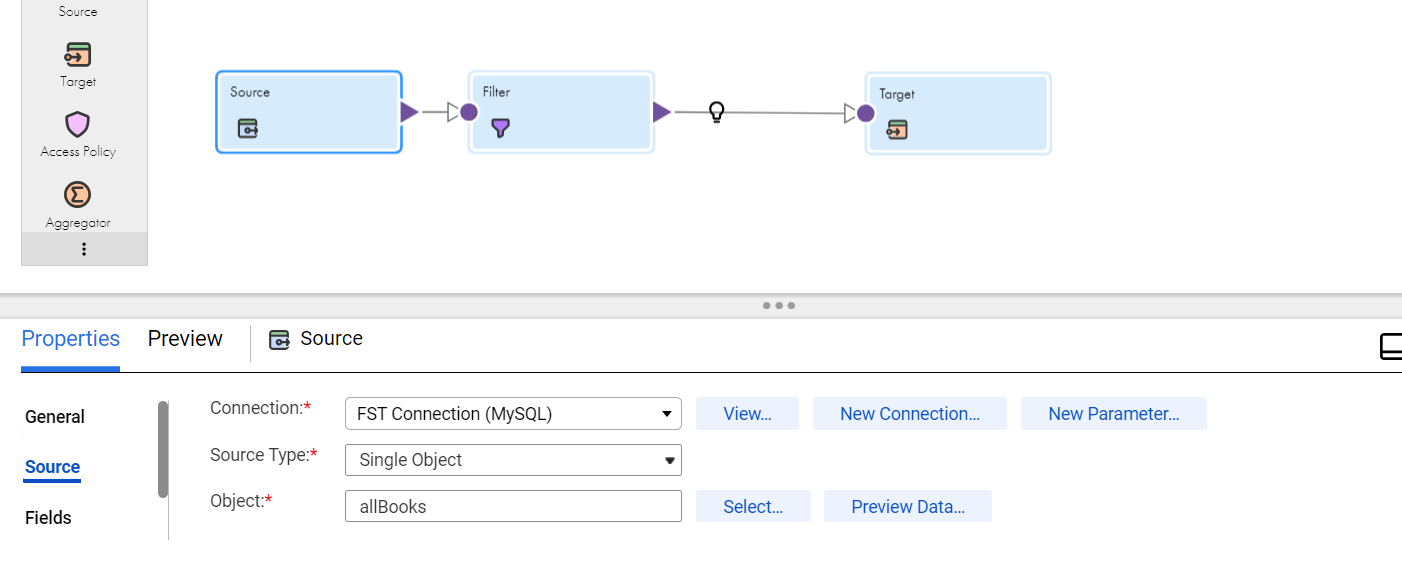 Source
Target
Access Policy
Aggregator
Source
Filter
Target
Properties
Preview
Source
General
Source
Fields
Connection:*
FST Connection (MySQL)
View...
New Connection...
New Parameter...
Source Type:*
Single Object
Object:*
allBooks
Select...
Preview Data...